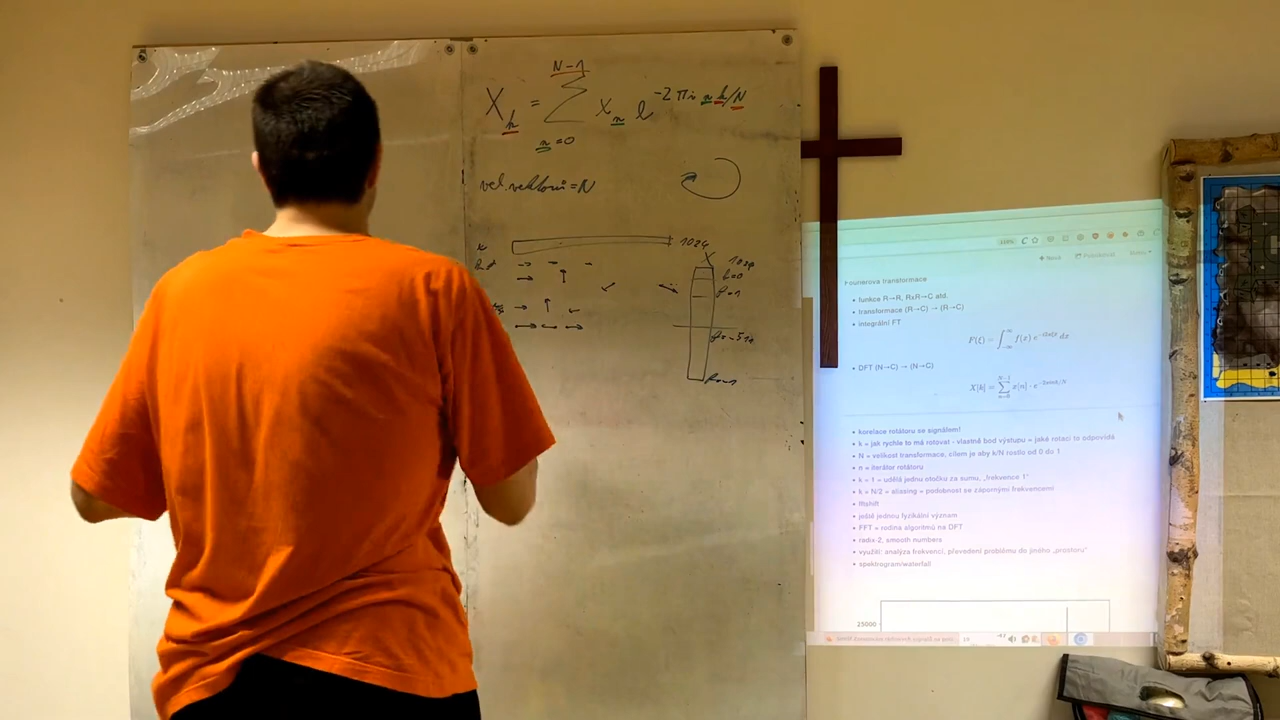 N-1
X_k = Σ x_n e^{-2πi n k/N}
n=0
vel. vektorů = N
x
1024
X
1024
k=0
k=1
Fourierova transformace
• funkce R→R, RxR→C atd.
• transformace (R→C) → (R→C)
• integrální FT
F(ξ) = ∫_{-∞}^{∞} f(x) e^{-i2πξx} dx
• DFT (N→C) → (N→C)
X[k] = Σ_{n=0}^{N-1} x[n] · e^{-2πink/N}
• korelace rotátoru se signálem!
• k = jak rychle to má rotovat - vlastně bod výstupu = jaké rotaci to odpovídá
• N = velikost transformace, cílem je aby k/N rostlo od 0 do 1
• n = iterátor rotátoru
• k = 1 = udělá jednu otočku za sumu, „frekvence 1"
• k > N/2 = aliasing = podobnost se zápornými frekvencemi
• fftshift
• ještě jednou fyzikální význam
• FFT = rodina algoritmů na DFT
• radix-2, smooth numbers
• využití: analýza frekvencí, převedení problému do jiného „prostoru"
• spektrogram/waterfall
25000